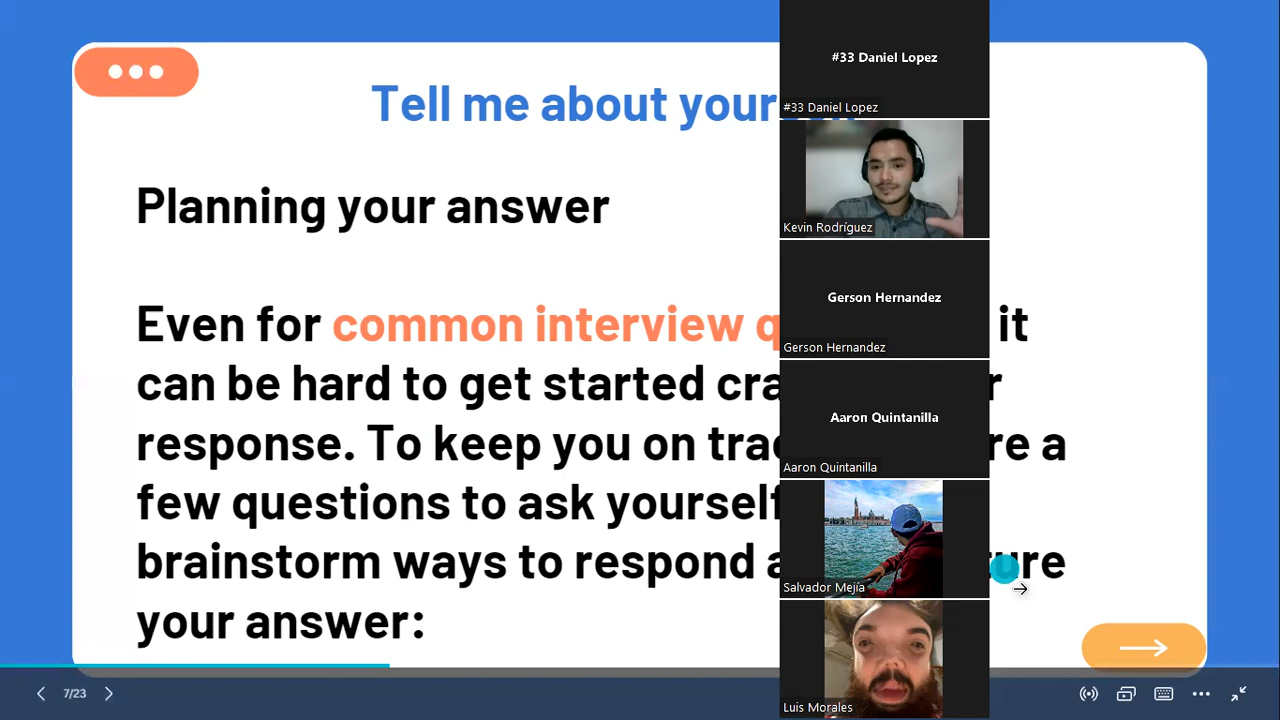 Tell me about your
Planning your answer
Even for common interview q it
can be hard to get started cra r
response. To keep you on trac re a
few questions to ask yourself
brainstorm ways to respond a ture
your answer:
7/23
#33 Daniel Lopez
#33 Daniel Lopez
Kevin Rodríguez
Gerson Hernandez
Gerson Hernandez
Aaron Quintanilla
Aaron Quintanilla
Salvador Mejía
Luis Morales